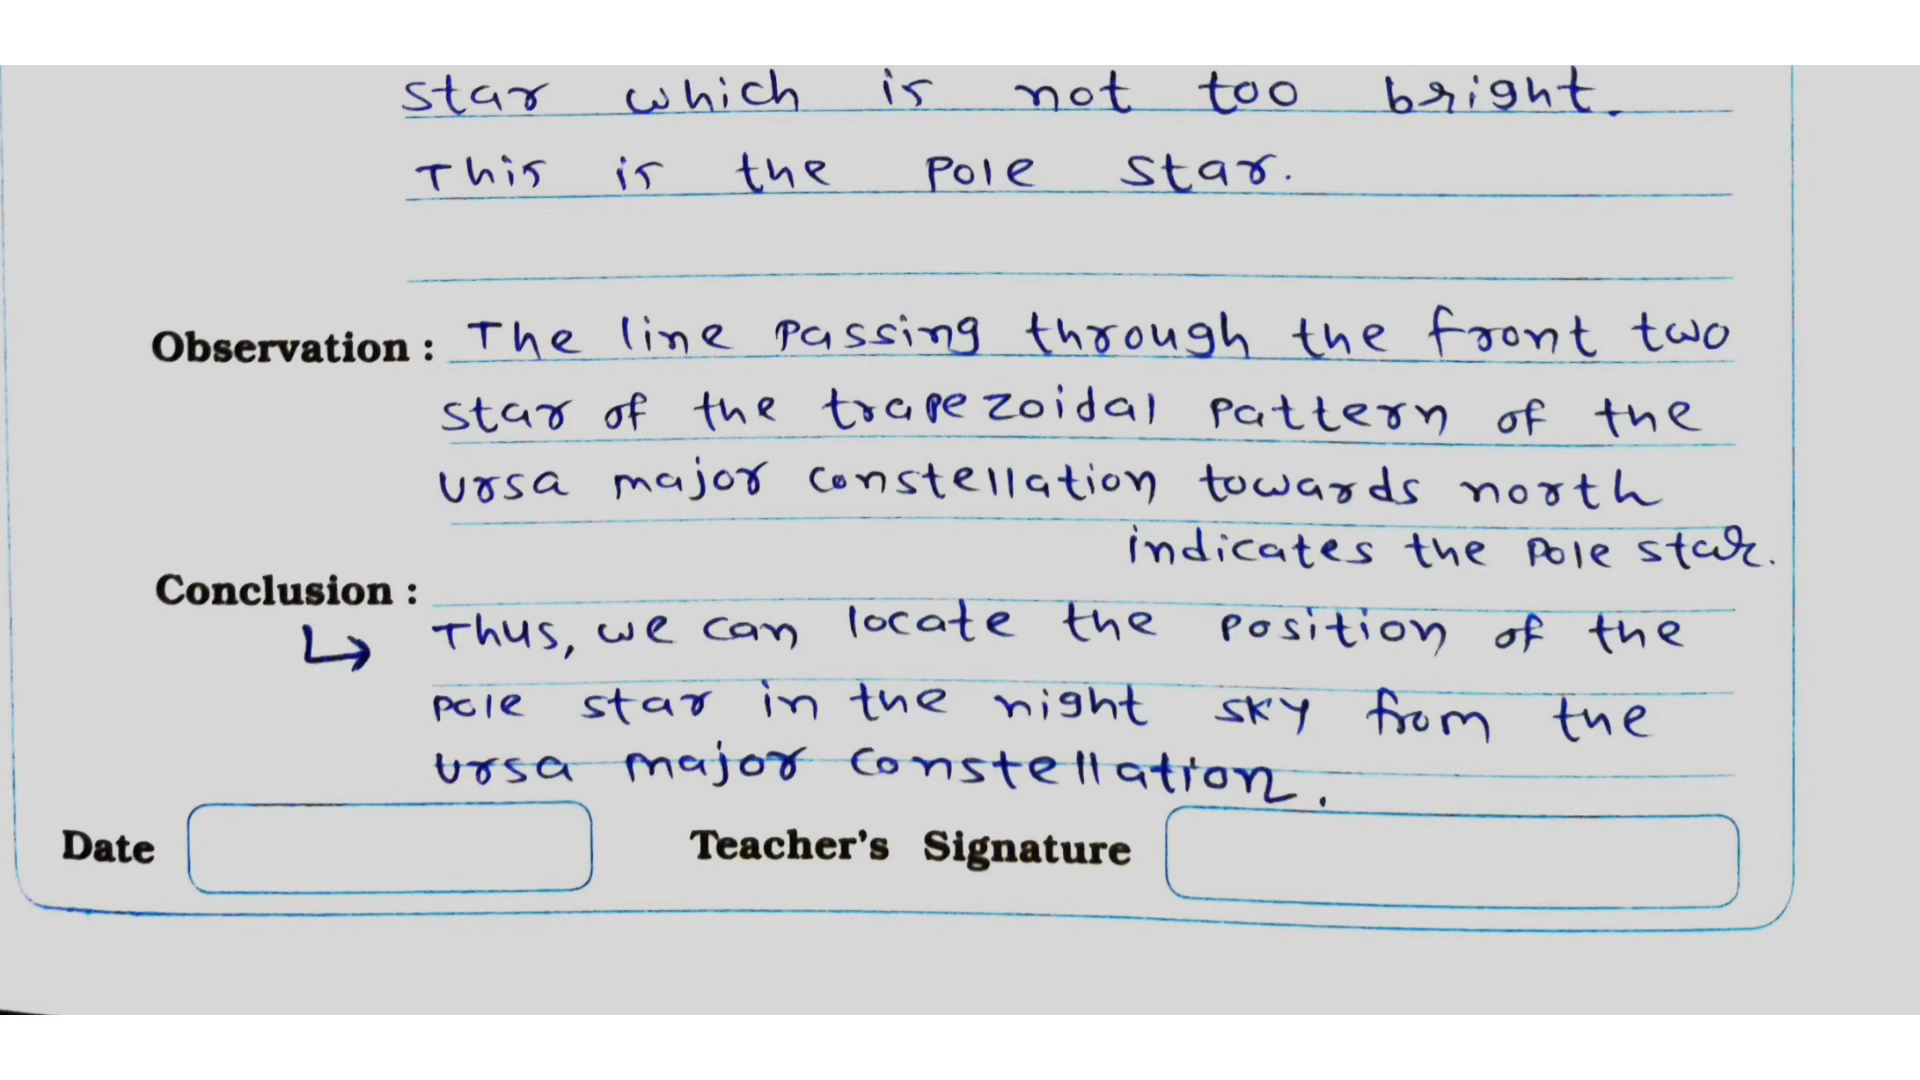 star which is not too bright.
This is the Pole star.
Observation : The line passing through the front two
star of the trapezoidal pattern of the
ursa major constellation towards north
indicates the Pole star.
Conclusion :
↳ Thus, we can locate the position of the
pole star in the night sky from the
ursa major constellation.
Date Teacher's Signature